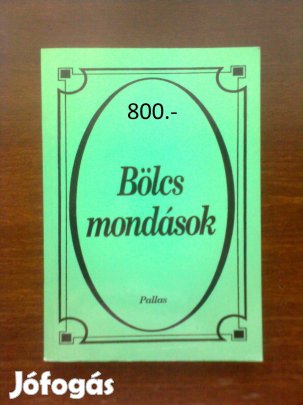 800.-
Bölcs
mondások
Pallas
Jófogás